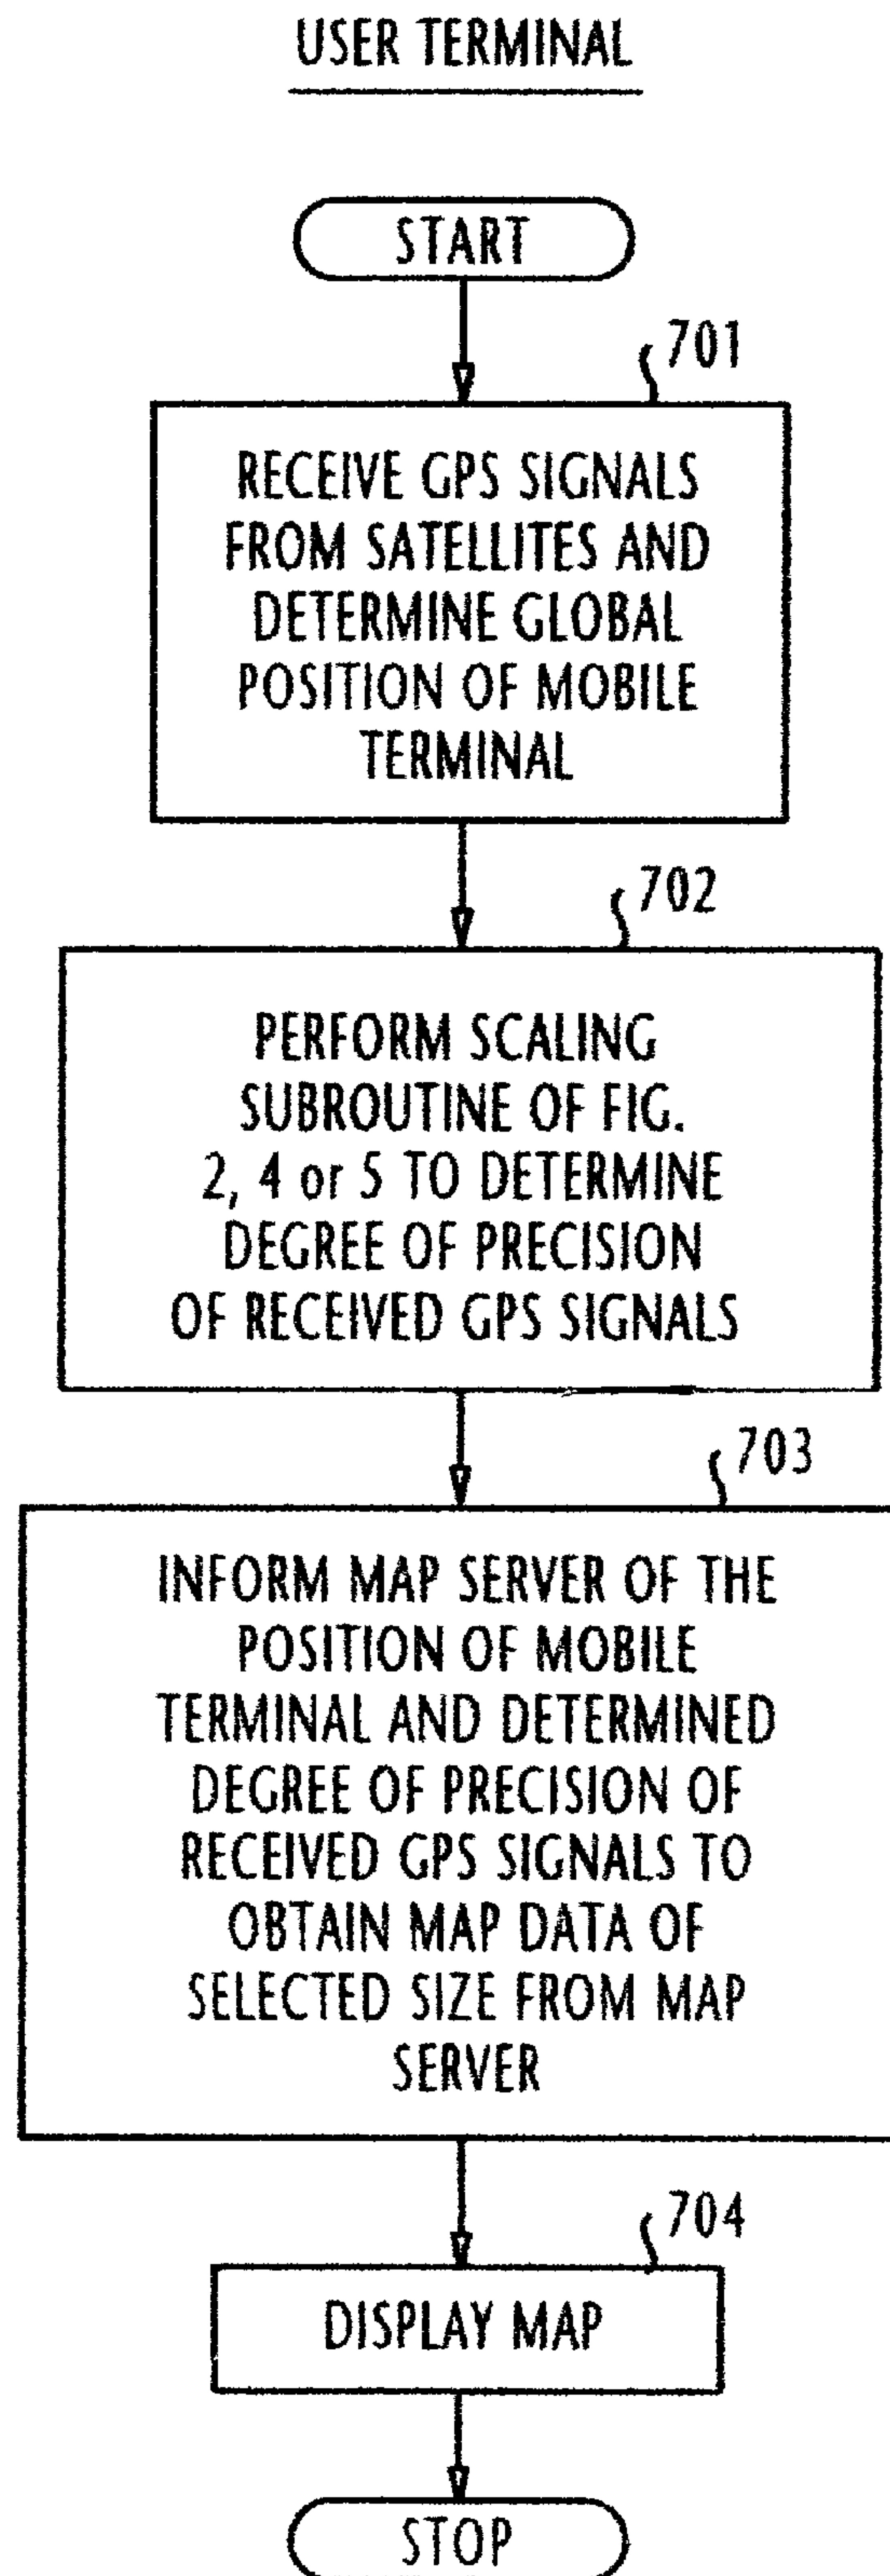 USER TERMINAL
START
701
RECEIVE GPS SIGNALS
FROM SATELLITES AND
DETERMINE GLOBAL
POSITION OF MOBILE
TERMINAL
702
PERFORM SCALING
SUBROUTINE OF FIG.
2, 4 or 5 TO DETERMINE
DEGREE OF PRECISION
OF RECEIVED GPS SIGNALS
703
INFORM MAP SERVER OF THE
POSITION OF MOBILE
TERMINAL AND DETERMINED
DEGREE OF PRECISION OF
RECEIVED GPS SIGNALS TO
OBTAIN MAP DATA OF
SELECTED SIZE FROM MAP
SERVER
704
DISPLAY MAP
STOP